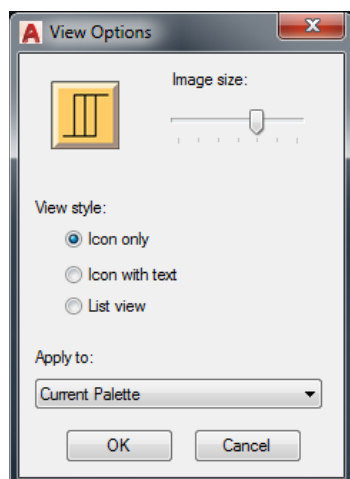 A View Options
Image size:
View style:
Icon only
Icon with text
List view
Apply to:
Current Palette
OK Cancel